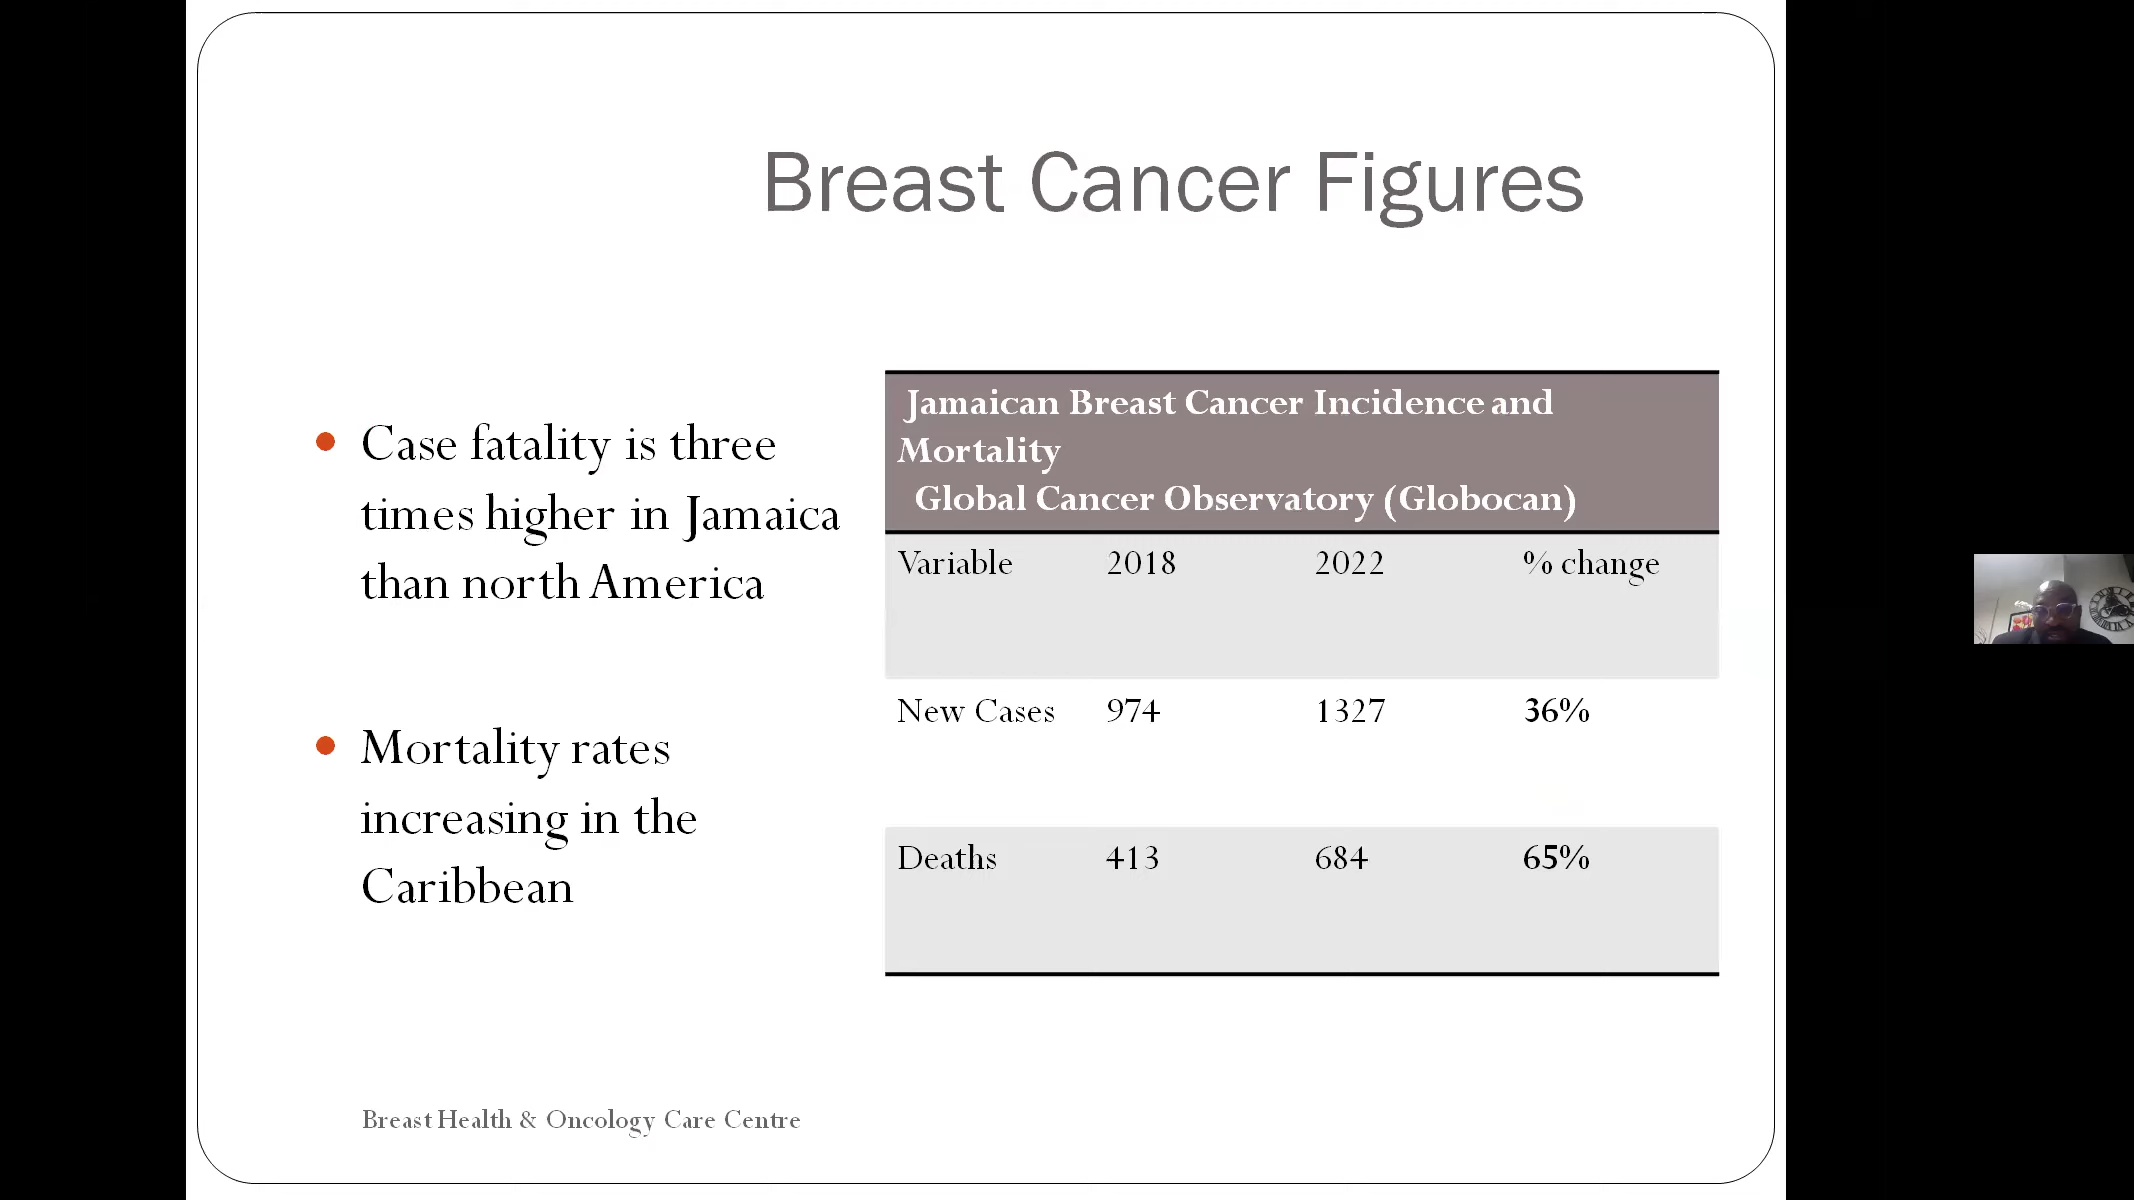 Breast Cancer Figures
Case fatality is three
times higher in Jamaica
than north America
Mortality rates
increasing in the
Caribbean
Jamaican Breast Cancer Incidence and
Mortality
Global Cancer Observatory (Globocan)
Variable 2018 2022 % change
New Cases 974 1327 36%
Deaths 413 684 65%
Breast Health & Oncology Care Centre